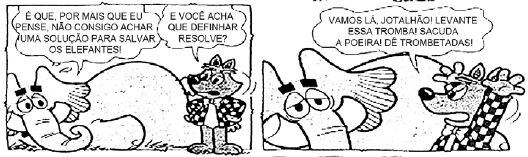 É QUE, POR MAIS QUE EU
PENSE, NÃO CONSIGO ACHAR
UMA SOLUÇÃO PARA SALVAR
OS ELEFANTES!
E VOCÊ ACHA
QUE DEFINHAR
RESOLVE?
VAMOS LÁ, JOTALHÃO! LEVANTE
ESSA TROMBA! SACUDA
A POEIRA! DÊ TROMBETADAS!